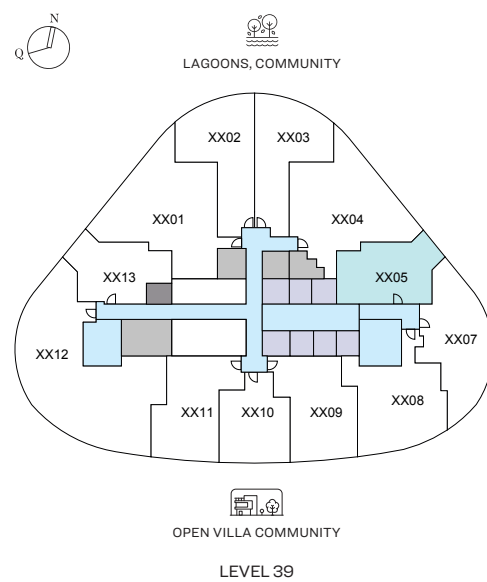 N
Q
LAGOONS, COMMUNITY
XX02
XX03
XX01
XX04
XX13
XX05
XX12
XX07
XX08
XX11
XX10
XX09
OPEN VILLA COMMUNITY
LEVEL 39